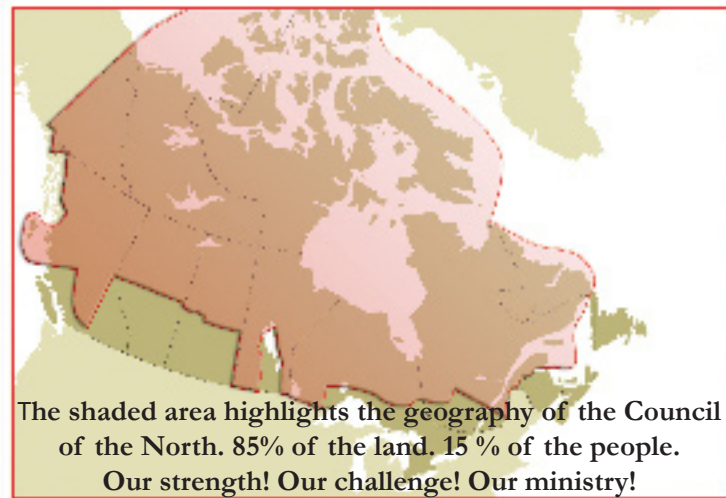 The shaded area highlights the geography of the Council
of the North. 85% of the land. 15 % of the people.
Our strength! Our challenge! Our ministry!